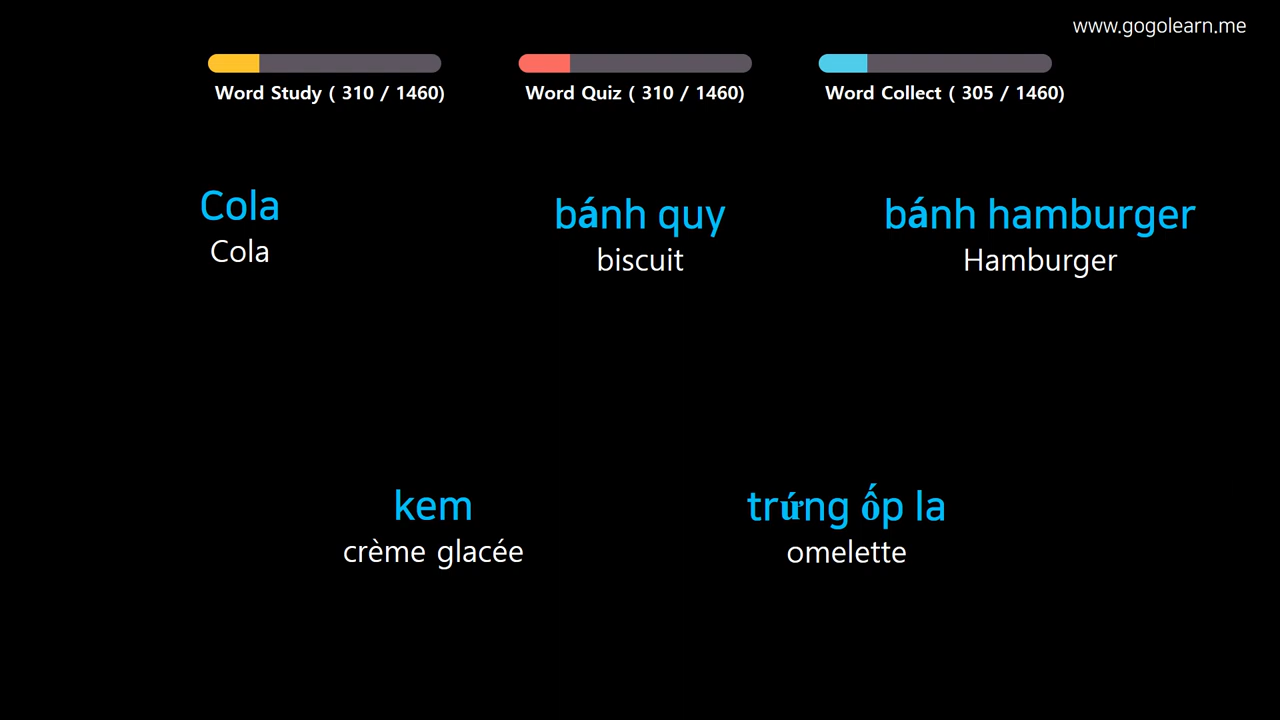 www.gogolearn.me
Word Study ( 310 / 1460)
Word Quiz ( 310 / 1460)
Word Collect ( 305 / 1460)
Cola
Cola
bánh quy
biscuit
bánh hamburger
Hamburger
kem
crème glacée
trứng ốp la
omelette